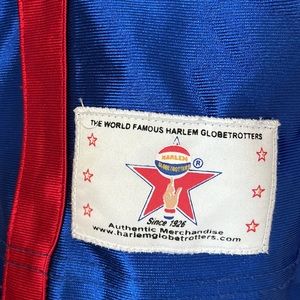 THE WORLD FAMOUS HARLEM GLOBETROTTERS
HARLEM
GLOBETROTTERS
®
Since 1926
Authentic Merchandise
www.harlemglobetrotters.com